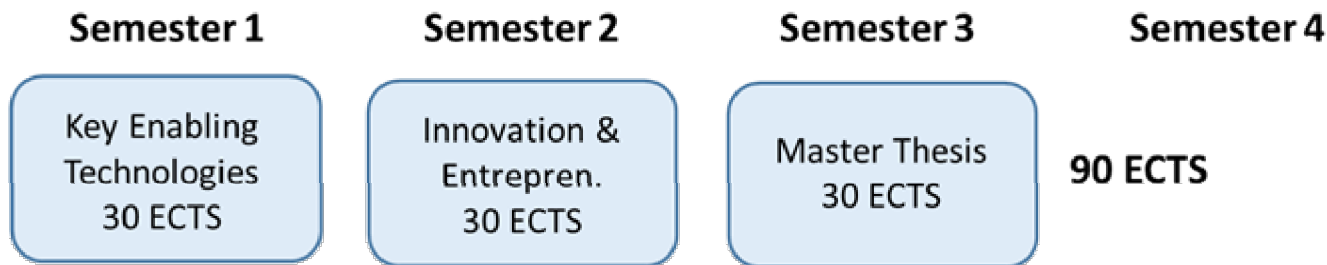 Semester 1
Semester 2
Semester 3
Semester 4
Key Enabling
Technologies
30 ECTS
Innovation &
Entrepren.
30 ECTS
Master Thesis
30 ECTS
90 ECTS